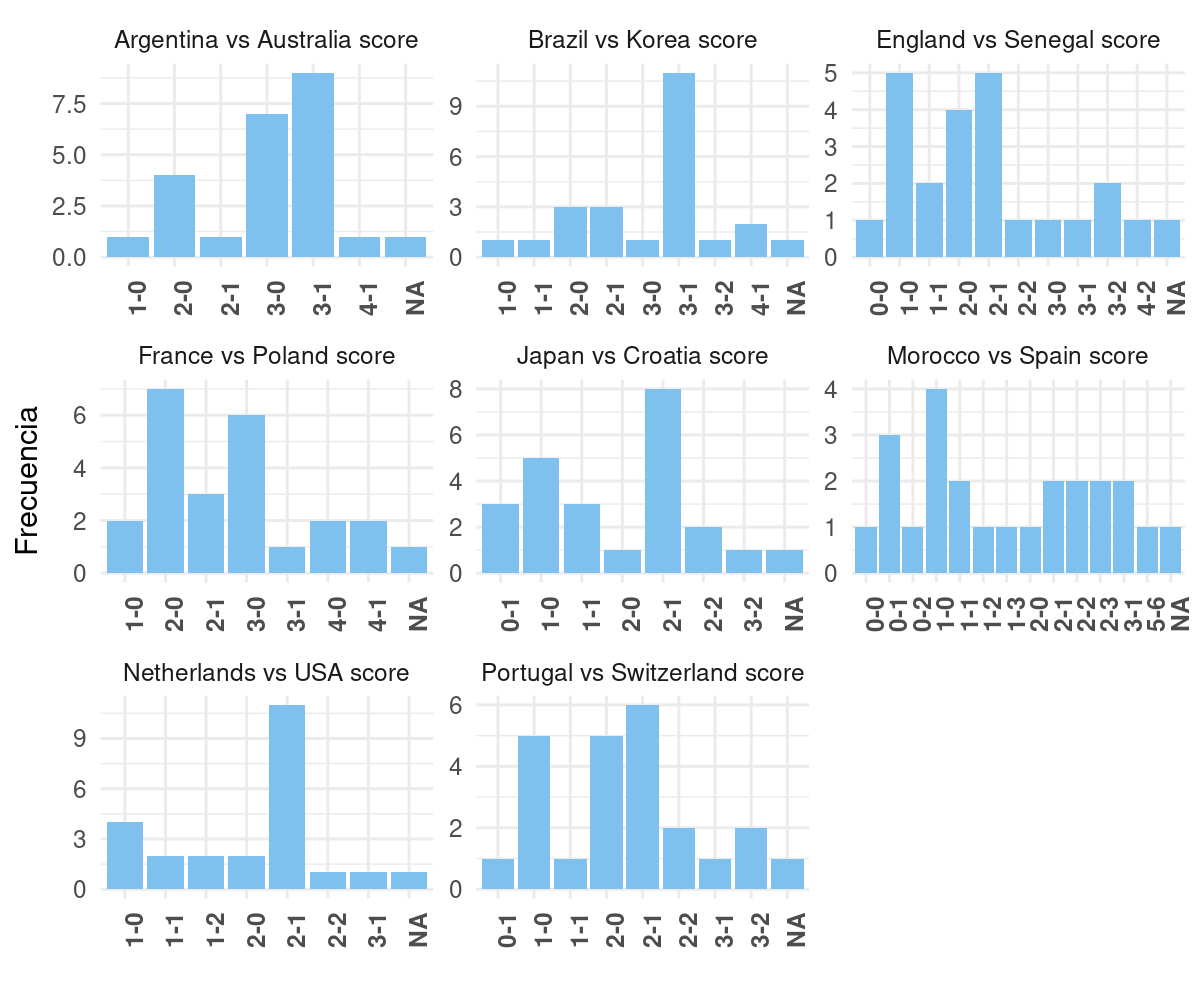 Argentina vs Australia score
Brazil vs Korea score
England vs Senegal score
7.5
5.0
2.5
0.0
1-0 2-0 2-1 3-0 3-1 4-1 NA
9
6
3
0
1-0 1-1 2-0 2-1 3-0 3-1 3-2 4-1 NA
5
4
3
2
1
0
0-0 1-0 1-1 2-0 2-1 2-2 3-0 3-1 3-2 4-2 NA
Frecuencia
France vs Poland score
Japan vs Croatia score
Morocco vs Spain score
6
4
2
0
1-0 2-0 2-1 3-0 3-1 4-0 4-1 NA
8
6
4
2
0
0-1 1-0 1-1 2-0 2-1 2-2 3-2 NA
4
3
2
1
0
0-0 0-1 0-2 1-0 1-1 1-2 1-3 2-0 2-1 2-2 2-3 3-1 5-6 NA
Netherlands vs USA score
Portugal vs Switzerland score
9
6
3
0
1-0 1-1 1-2 2-0 2-1 2-2 3-1 NA
6
4
2
0
0-1 1-0 1-1 2-0 2-1 2-2 3-1 3-2 NA